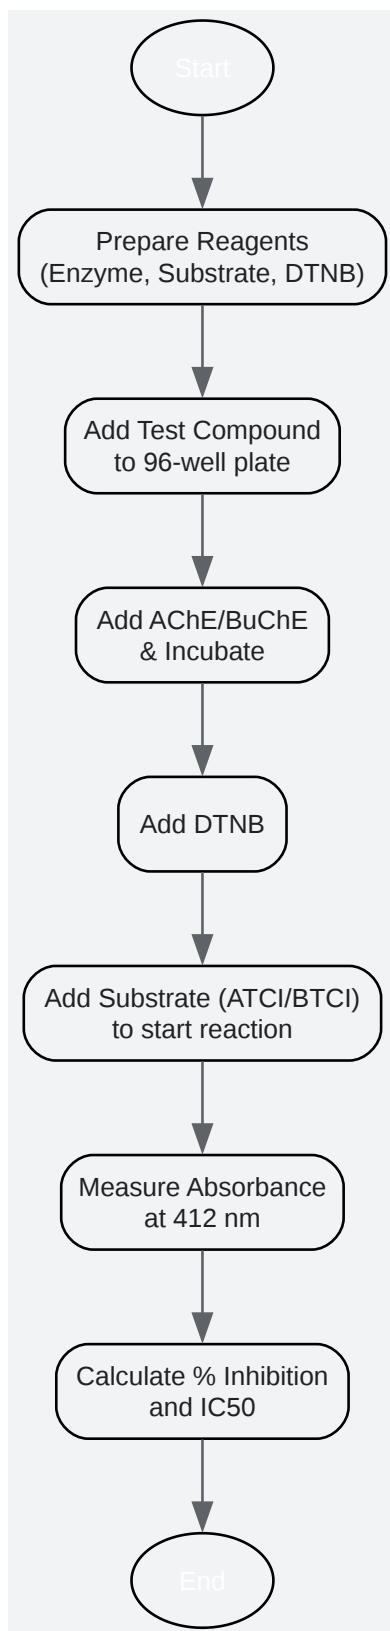 Start
Prepare Reagents
(Enzyme, Substrate, DTNB)
Add Test Compound
to 96-well plate
Add AChE/BuChE
& Incubate
Add DTNB
Add Substrate (ATCI/BTCI)
to start reaction
Measure Absorbance
at 412 nm
Calculate % Inhibition
and IC50
End